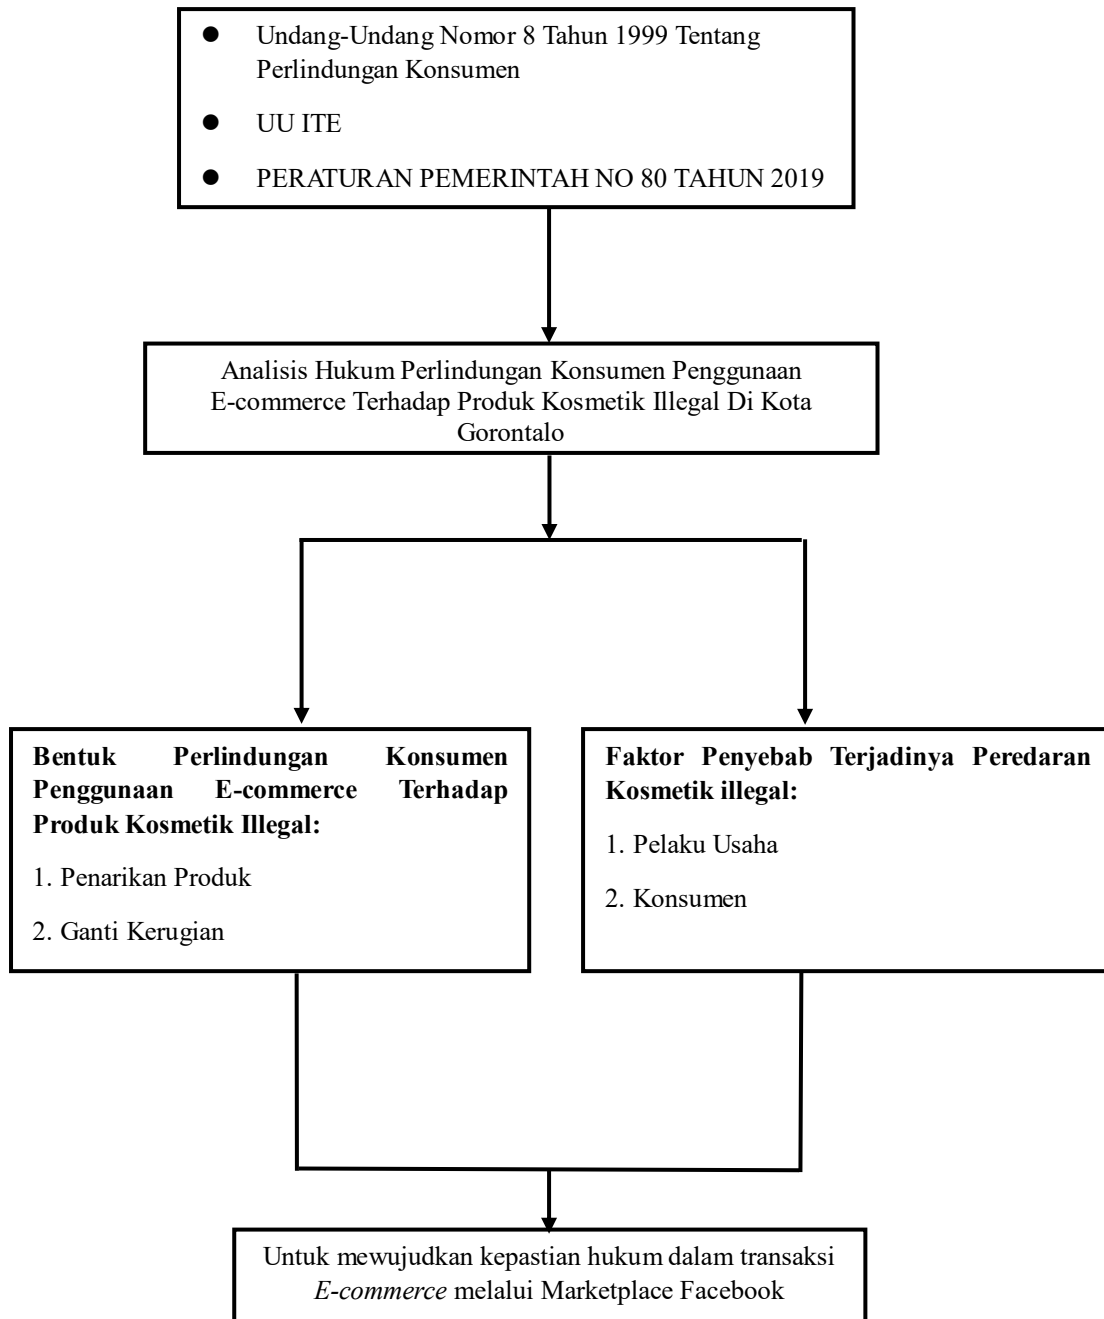 ● Undang-Undang Nomor 8 Tahun 1999 Tentang
Perlindungan Konsumen
● UU ITE
● PERATURAN PEMERINTAH NO 80 TAHUN 2019
Analisis Hukum Perlindungan Konsumen Penggunaan
E-commerce Terhadap Produk Kosmetik Illegal Di Kota
Gorontalo
Bentuk Perlindungan Konsumen
Penggunaan E-commerce Terhadap
Produk Kosmetik Illegal:
1. Penarikan Produk
2. Ganti Kerugian
Faktor Penyebab Terjadinya Peredaran
Kosmetik illegal:
1. Pelaku Usaha
2. Konsumen
Untuk mewujudkan kepastian hukum dalam transaksi
E-commerce melalui Marketplace Facebook